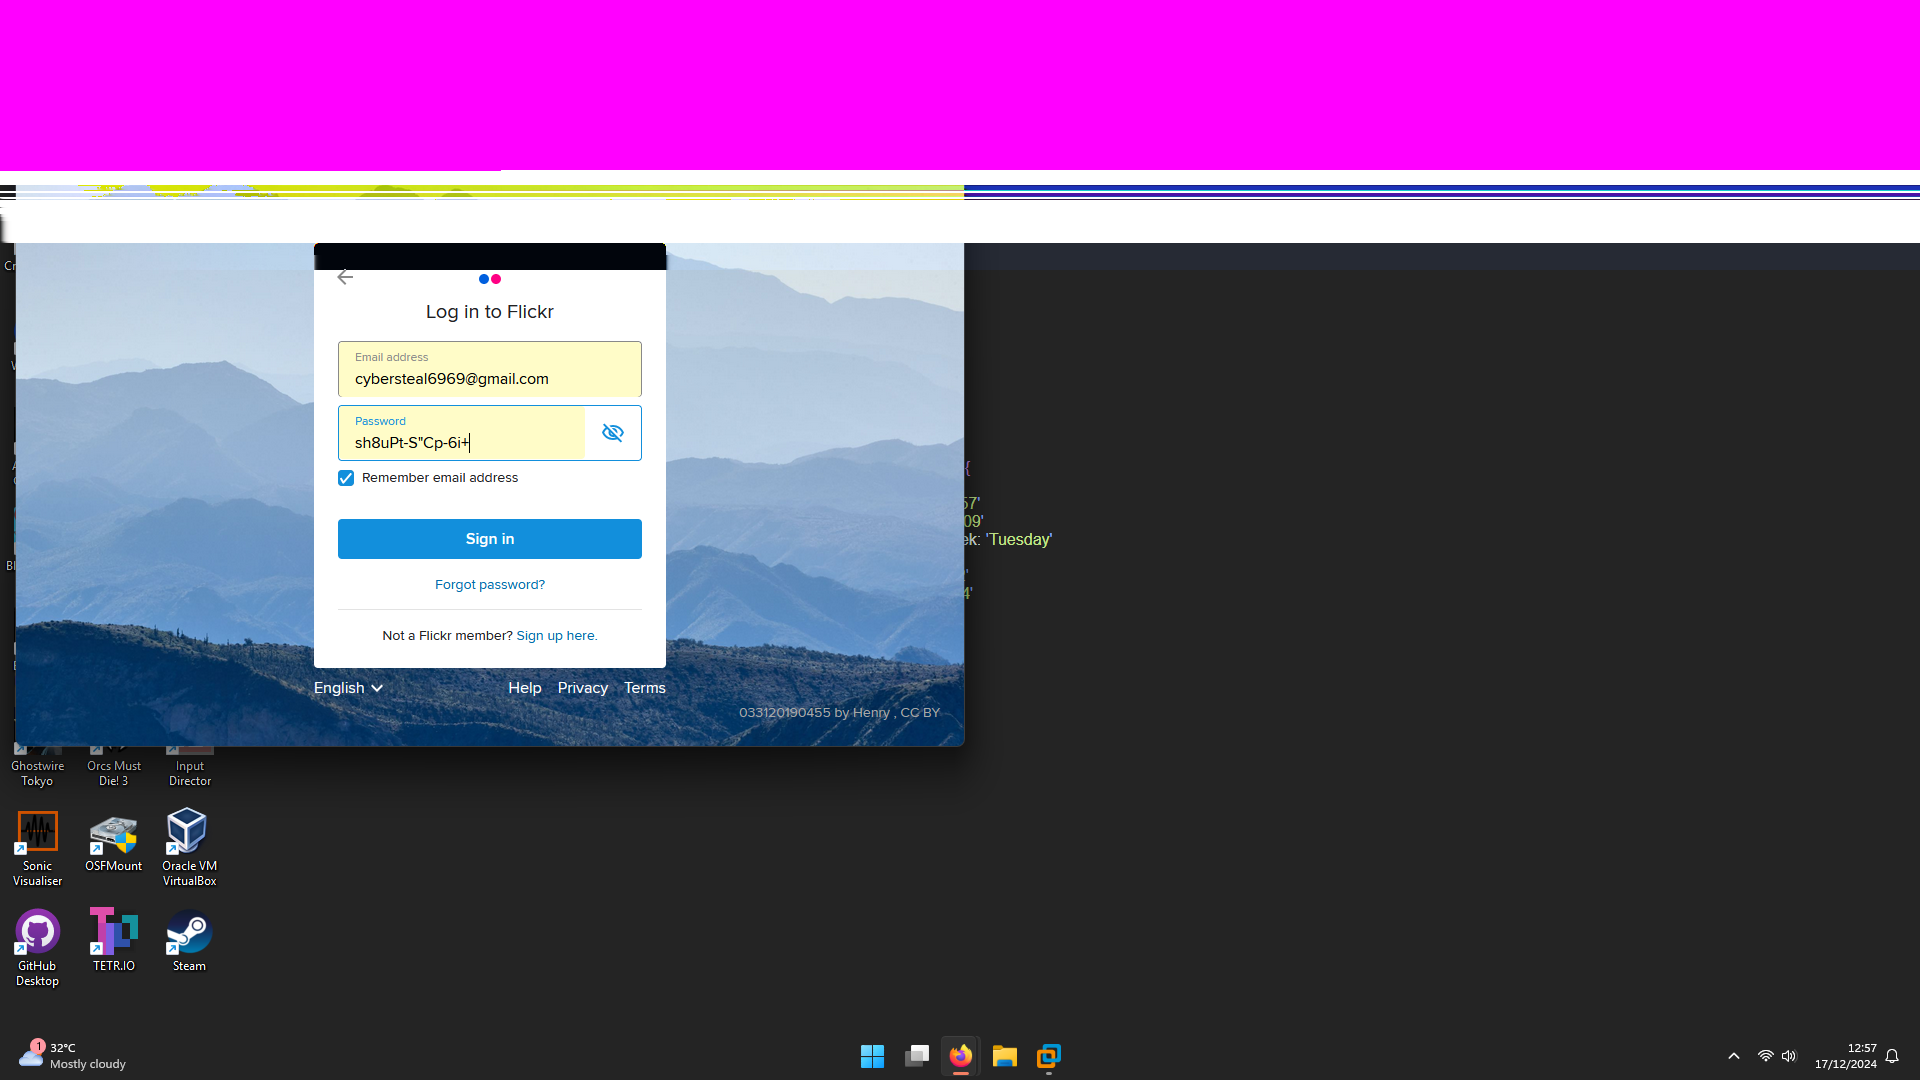 Cr
Log in to Flickr
Email address
cybersteal6969@gmail.com
Password
sh8uPt-S"Cp-6i+
Remember email address
Sign in
Forgot password?
Not a Flickr member? Sign up here.
English
Help Privacy Terms
033120190455 by Henry , CC BY
{
57'
09'
ek: 'Tuesday'
4'
Bl
Ghostwire Tokyo
Orcs Must Die! 3
Input Director
Sonic Visualiser
OSFMount
Oracle VM VirtualBox
GitHub Desktop
TETR.IO
Steam
1
32°C
Mostly cloudy
12:57
17/12/2024